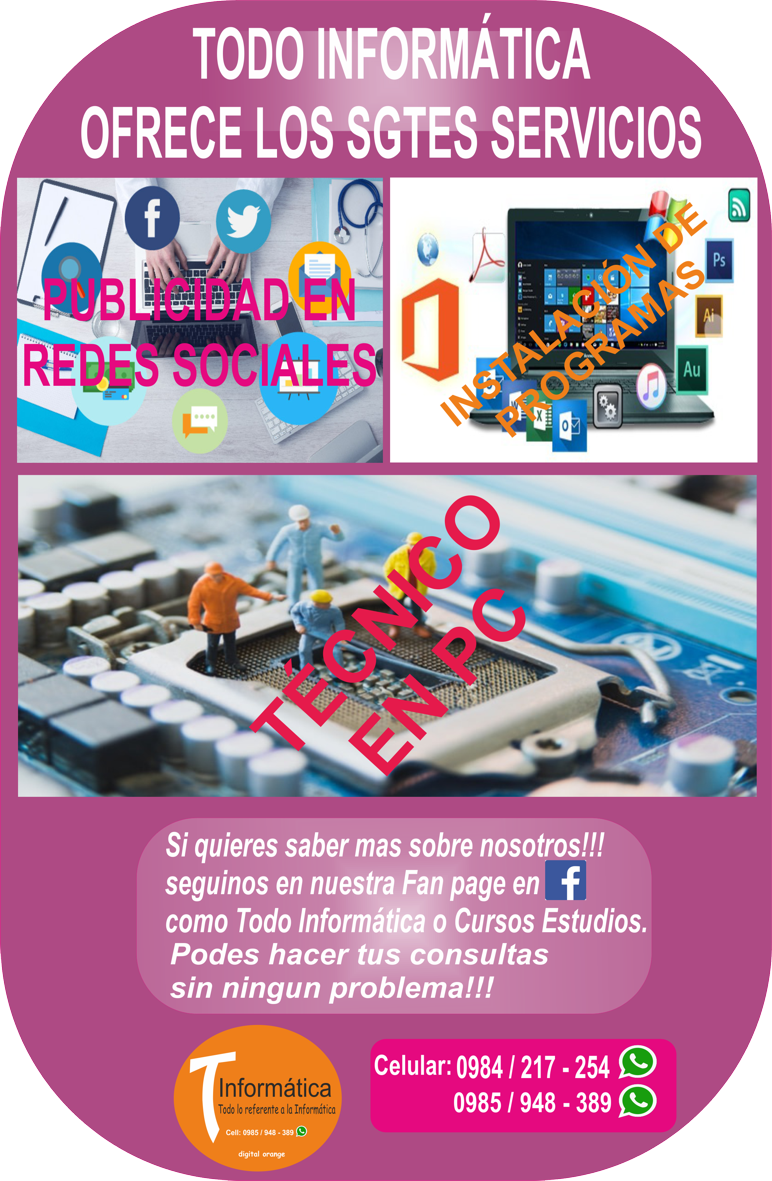 TODO INFORMÁTICA
OFRECE LOS SGTES SERVICIOS
PUBLICIDAD EN
REDES SOCIALES
INSTALACIÓN DE
PROGRAMAS
Ps
Ai
Au
TÉCNICO
EN PC
Si quieres saber mas sobre nosotros!!!
seguinos en nuestra Fan page en f
como Todo Informática o Cursos Estudios.
Podes hacer tus consultas
sin ningun problema!!!
T
Informática
Todo lo referente a la Informática
Cell: 0985 / 948 - 389
digital orange
Celular: 0984 / 217 - 254
0985 / 948 - 389